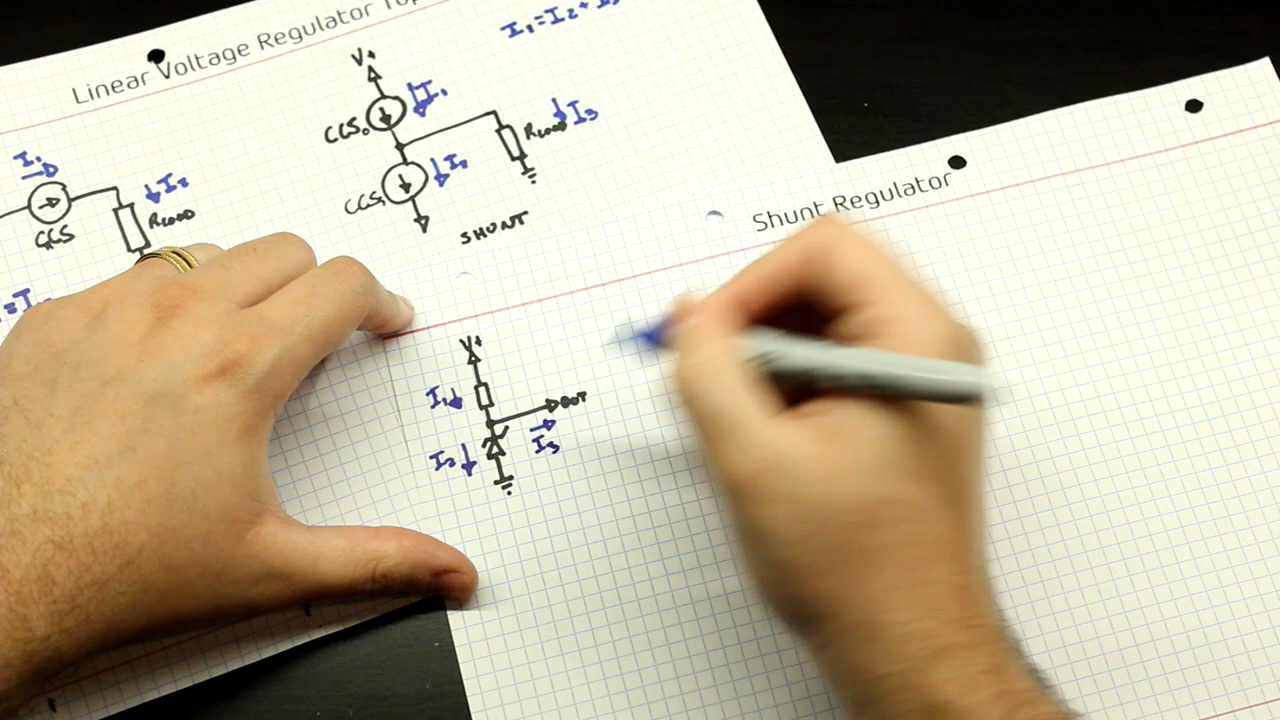 Linear Voltage Regulator
I₁=I₂+I₃
V+
I₁
CCS₀
RLOAD
I₃
I₂
CCS₁
SHUNT
I₁
I₂
RLOAD
CCS
Shunt Regulator
V+
I₁
OUT
I₂
I₃